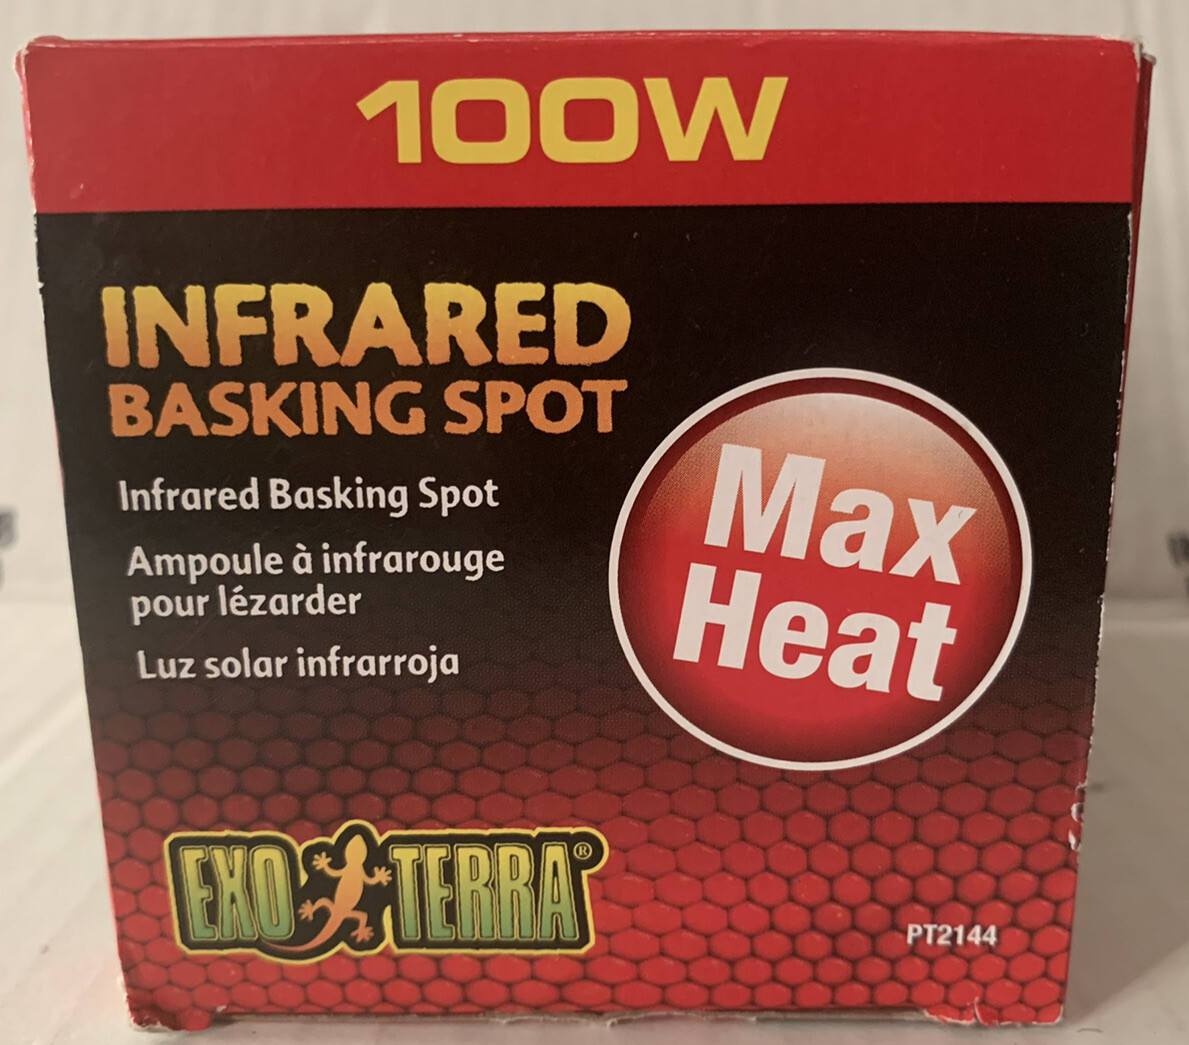 100W
INFRARED
BASKING SPOT
Infrared Basking Spot
Ampoule à infrarouge
pour lézarder
Luz solar infrarroja
Max
Heat
EXO TERRA®
PT2144